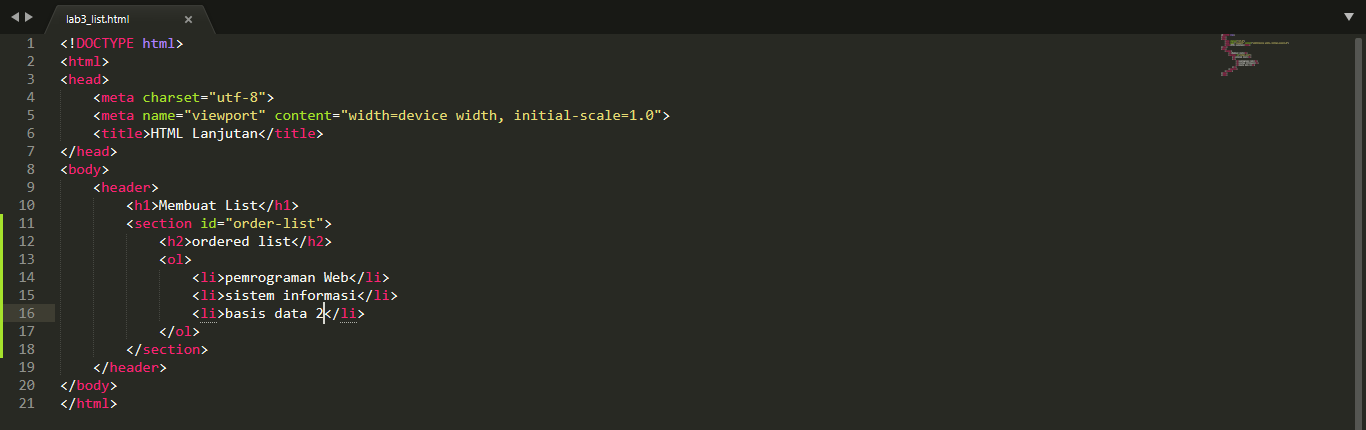 lab3_list.html ×
1 <!DOCTYPE html>
2 <html>
3 <head>
4     <meta charset="utf-8">
5     <meta name="viewport" content="width=device width, initial-scale=1.0">
6     <title>HTML Lanjutan</title>
7 </head>
8 <body>
9     <header>
10         <h1>Membuat List</h1>
11         <section id="order-list">
12             <h2>ordered list</h2>
13             <ol>
14                 <li>pemrograman Web</li>
15                 <li>sistem informasi</li>
16                 <li>basis data 2</li>
17             </ol>
18         </section>
19     </header>
20 </body>
21 </html>